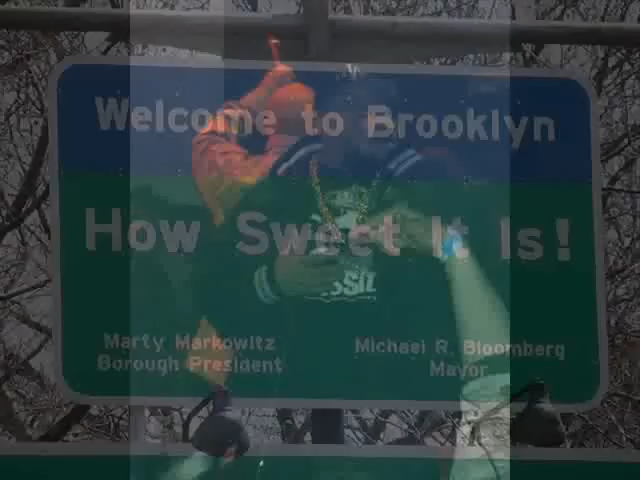 Welcome to Brooklyn
How Sweet It Is!
Marty Markowitz
Borough President
Michael R. Bloomberg
Mayor